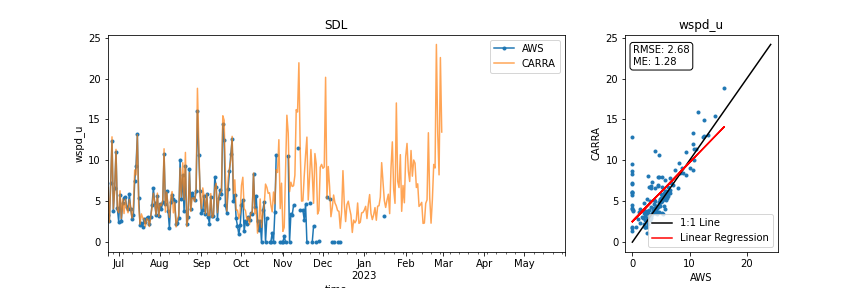 SDL
wspd_u
25
20
15
10
5
0
AWS
CARRA
Jul
Aug
Sep
Oct
Nov
Dec
Jan
2023
Feb
Mar
Apr
May
time
wspd_u
CARRA
25
20
15
10
5
0
RMSE: 2.68
ME: 1.28
1:1 Line
Linear Regression
0
10
20
AWS